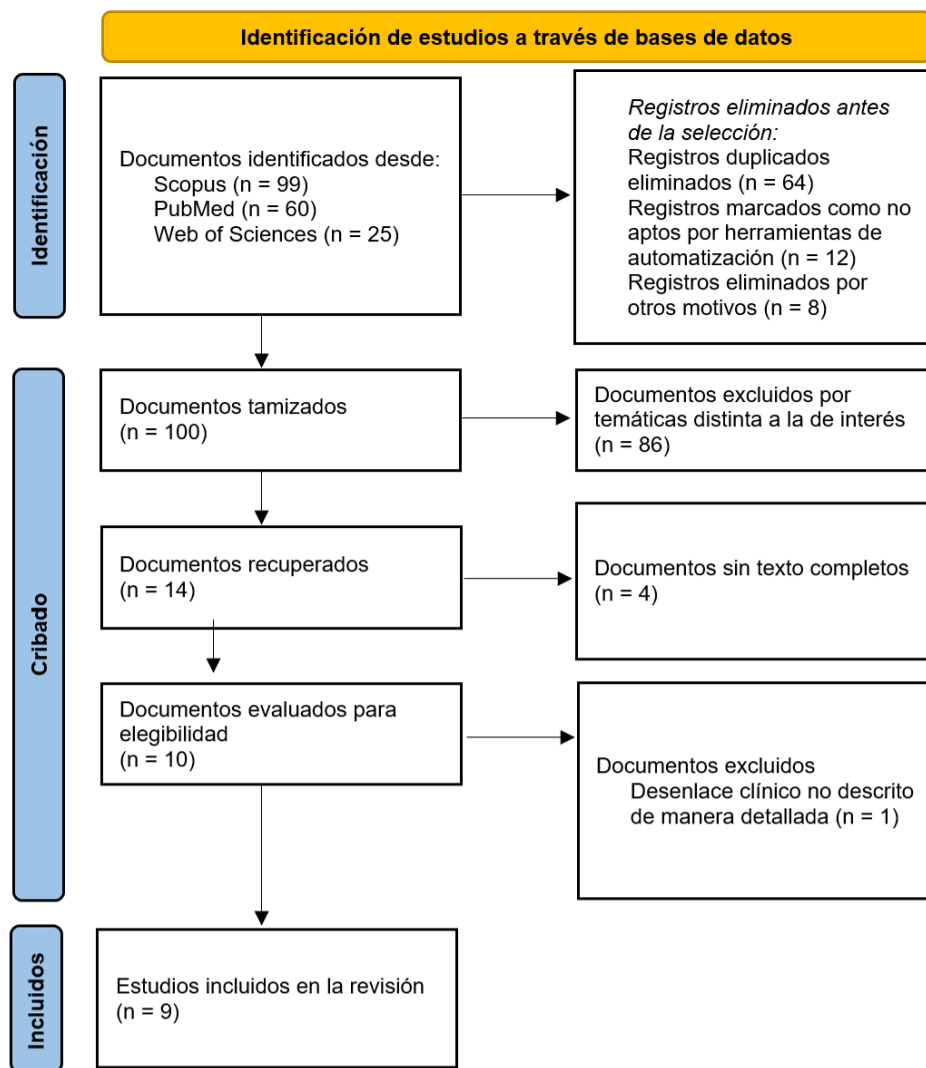 Identificación de estudios a través de bases de datos
Identificación
Documentos identificados desde:
Scopus (n = 99)
PubMed (n = 60)
Web of Sciences (n = 25)
Registros eliminados antes
de la selección:
Registros duplicados
eliminados (n = 64)
Registros marcados como no
aptos por herramientas de
automatización (n = 12)
Registros eliminados por
otros motivos (n = 8)
Cribado
Documentos tamizados
(n = 100)
Documentos excluidos por
temáticas distinta a la de interés
(n = 86)
Documentos recuperados
(n = 14)
Documentos sin texto completos
(n = 4)
Documentos evaluados para
elegibilidad
(n = 10)
Documentos excluidos
Desenlace clínico no descrito
de manera detallada (n = 1)
Incluidos
Estudios incluidos en la revisión
(n = 9)